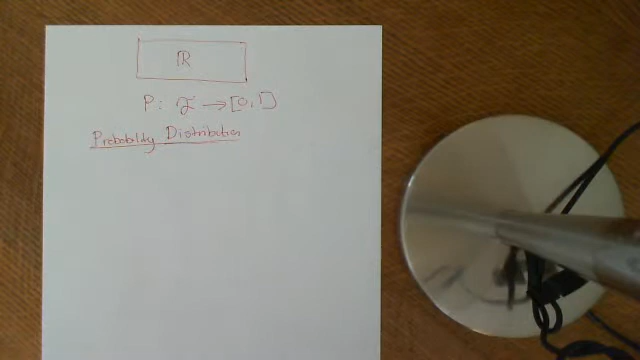 ℝ
P: ℱ → [0, 1]
Probability Distribution